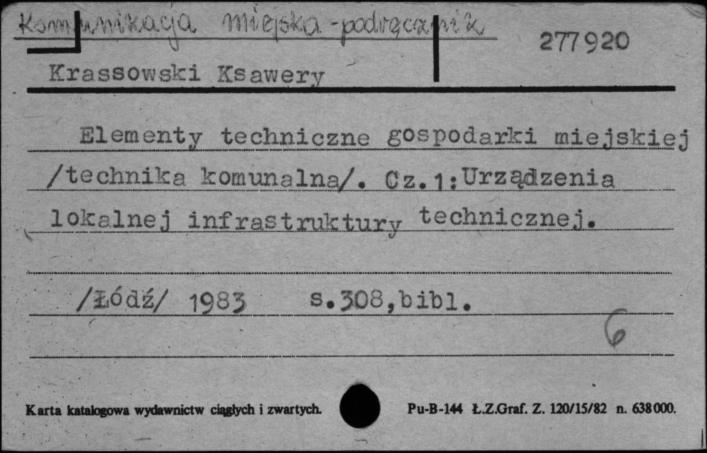 Komunikacja miejska - podręcznik
277920
Krassowski Ksawery
Elementy techniczne gospodarki miejskiej
/technika komunalna/. Cz.1:Urządzenia
lokalnej infrastruktury technicznej.
/Łódź/ 1983 s.308,bibl.
6
Karta katalogowa wydawnictw ciągłych i zwartych.
Pu-B-144 Ł.Z.Graf. Z. 120/15/82 n. 638000.